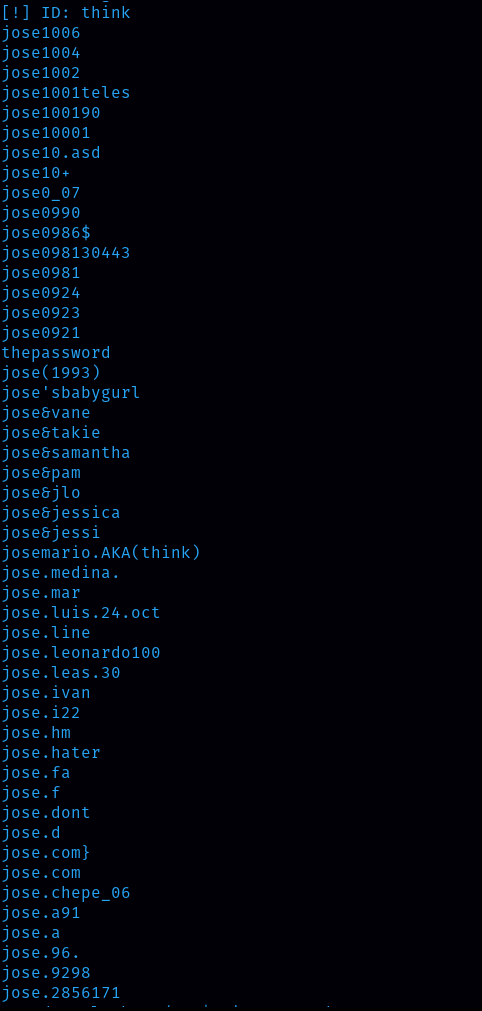 [!] ID: think
jose1006
jose1004
jose1002
jose1001teles
jose100190
jose10001
jose10.asd
jose10+
jose0_07
jose0990
jose0986$
jose098130443
jose0981
jose0924
jose0923
jose0921
thepassword
jose(1993)
jose'sbabygurl
jose&vane
jose&takie
jose&samantha
jose&pam
jose&jlo
jose&jessica
jose&jessi
josemario.AKA(think)
jose.medina.
jose.mar
jose.luis.24.oct
jose.line
jose.leonardo100
jose.leas.30
jose.ivan
jose.i22
jose.hm
jose.hater
jose.fa
jose.f
jose.dont
jose.d
jose.com}
jose.com
jose.chepe_06
jose.a91
jose.a
jose.96.
jose.9298
jose.2856171